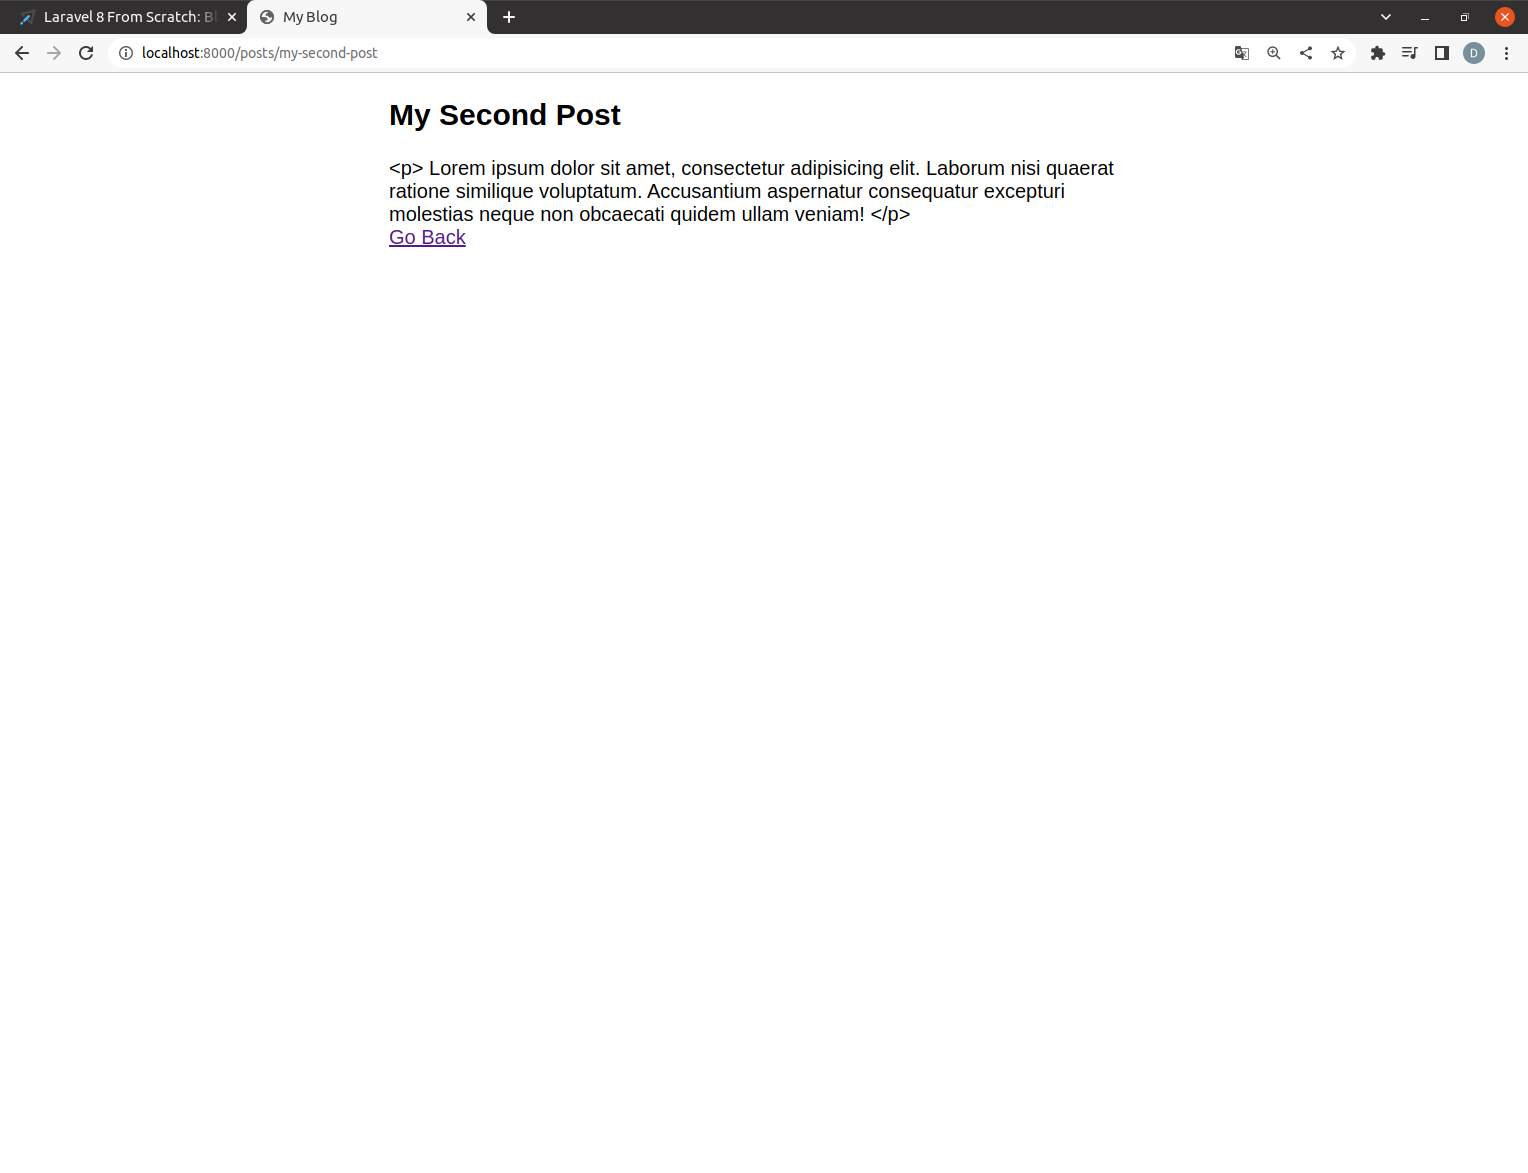 Laravel 8 From Scratch: Bl
My Blog
localhost:8000/posts/my-second-post
D
My Second Post
<p> Lorem ipsum dolor sit amet, consectetur adipisicing elit. Laborum nisi quaerat
ratione similique voluptatum. Accusantium aspernatur consequatur excepturi
molestias neque non obcaecati quidem ullam veniam! </p>
Go Back